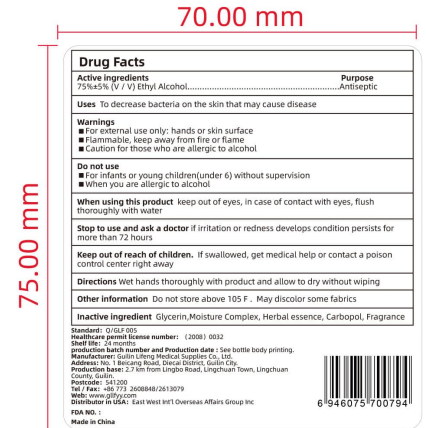 70.00 mm
75.00 mm
Drug Facts
Active ingredients Purpose
75%±5% (V / V) Ethyl Alcohol......Antiseptic
Uses To decrease bacteria on the skin that may cause disease
Warnings
■ For external use only: hands or skin surface
■ Flammable, keep away from fire or flame
■ Caution for those who are allergic to alcohol
Do not use
■ For infants or young children(under 6) without supervision
■ When you are allergic to alcohol
When using this product keep out of eyes, in case of contact with eyes, flush
thoroughly with water
Stop to use and ask a doctor if irritation or redness develops condition persists for
more than 72 hours
Keep out of reach of children. If swallowed, get medical help or contact a poison
control center right away
Directions Wet hands thoroughly with product and allow to dry without wiping
Other information Do not store above 105 F . May discolor some fabrics
Inactive ingredient Glycerin,Moisture Complex, Herbal essence, Carbopol, Fragrance
Standard: Q/GLF 005
Healthcare permit license number: (2008) 0032
Shelf life: 24 months
production batch number and Production date : See bottle body printing.
Manufacturer: Guilin Lifeng Medical Supplies Co., Ltd.
Address: No. 1 Beicang Road, Diecai District, Guilin City.
Production base: 2.7 km from Lingbo Road, Lingchuan Town, Lingchuan
County, Guilin.
Postcode: 541200
Tel / Fax: +86 773 2608848/2613079
Web: www.gllfyy.com
Distributor in USA: East West Int'l Overseas Affairs Group Inc
FDA NO. :
Made in China
6 946075 700794